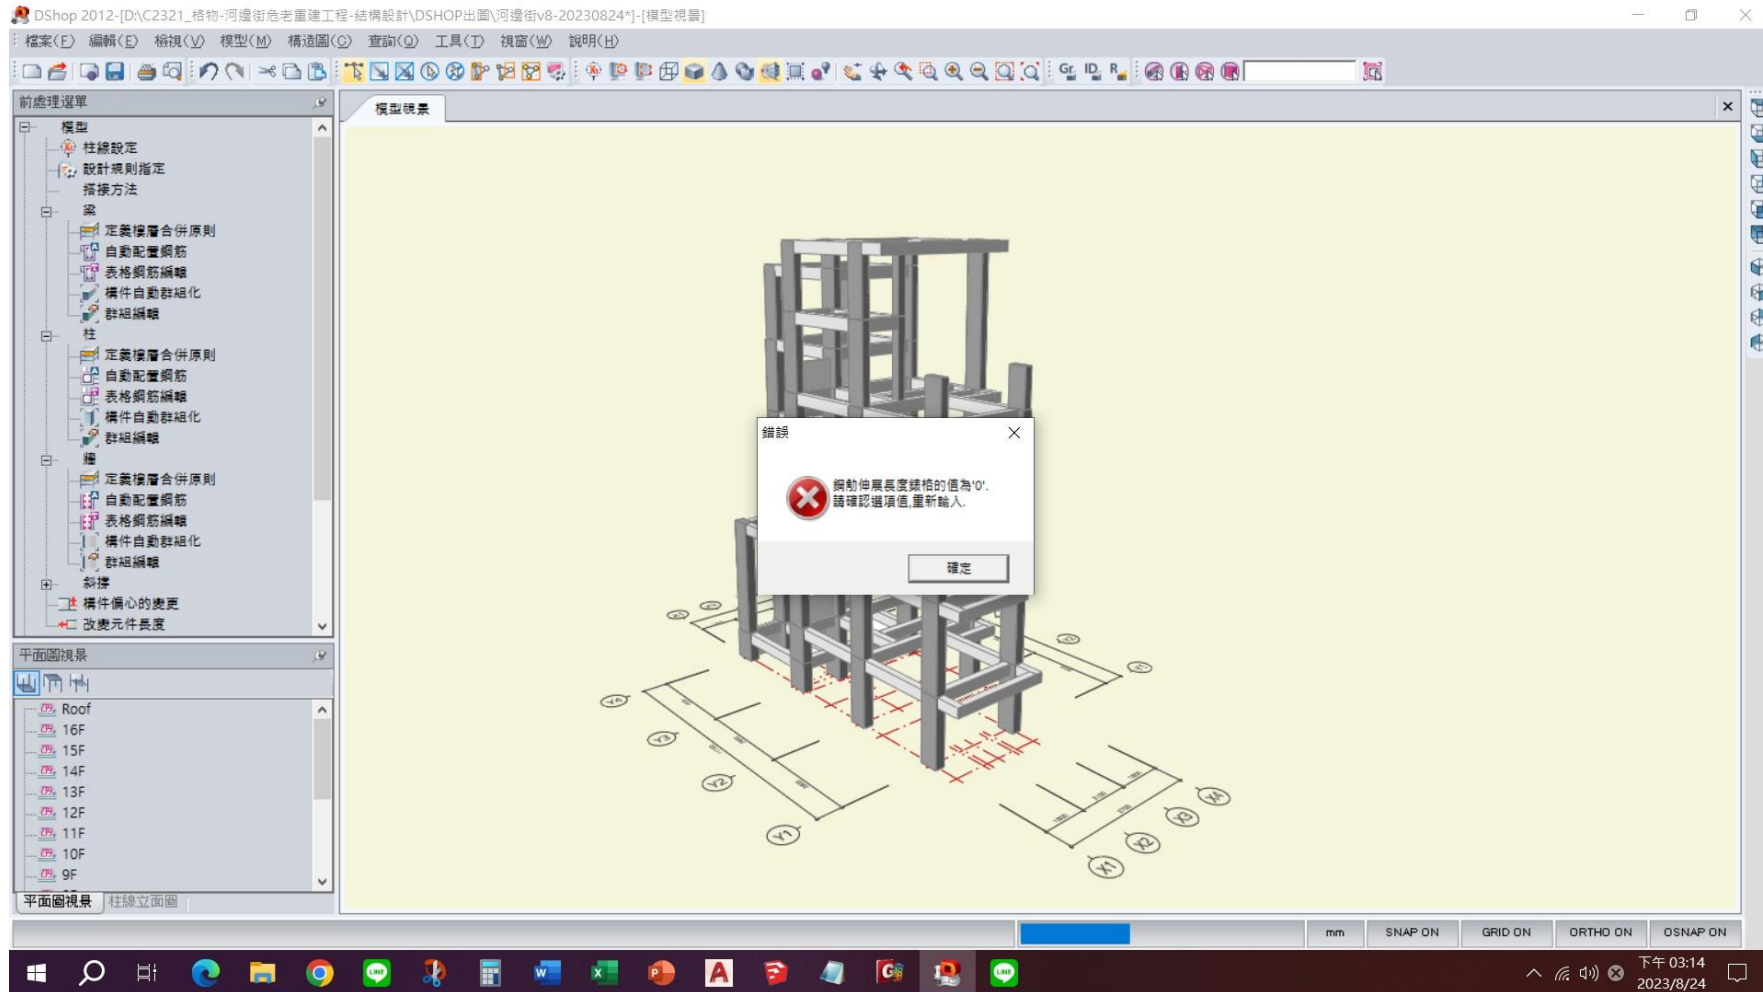 DShop 2012-[D:\C2321_格物-河邊街危老重建工程-結構設計\DSHOP出圖\河邊街v8-20230824*]-[模型視景]
檔案(F) 編輯(E) 檢視(V) 模型(M) 構造圖(C) 查詢(Q) 工具(T) 視窗(W) 說明(H)
Gr ID R
前處理選單
模型視景
模型
柱線設定
設計規則指定
搭接方法
梁
定義樓層合併原則
自動配置鋼筋
表格鋼筋編輯
構件自動群組化
群組編輯
柱
定義樓層合併原則
自動配置鋼筋
表格鋼筋編輯
構件自動群組化
群組編輯
牆
定義樓層合併原則
自動配置鋼筋
表格鋼筋編輯
構件自動群組化
群組編輯
斜撐
構件偏心的變更
改變元件長度
錯誤
鋼動伸展長度錶格的值為'0'.
請確認選項值,重新輸入.
確定
平面圖視景
Roof
16F
15F
14F
13F
12F
11F
10F
9F
平面圖視景 柱線立面圖
Y4
Y3
Y2
Y1
X4
X3
X2
X1
mm SNAP ON GRID ON ORTHO ON OSNAP ON
下午 03:14
2023/8/24